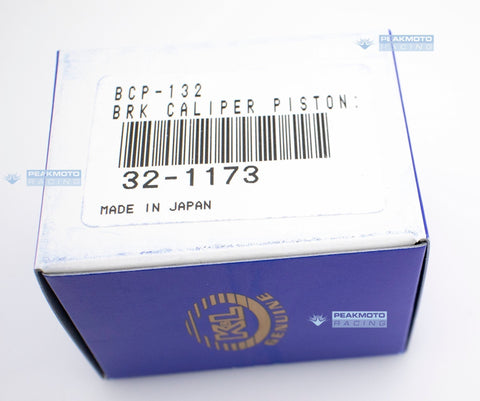 PEAKMOTO
RACING
BCP-132
BRK CALIPER PISTON:
32-1173
MADE IN JAPAN
PEAKMOTO
RACING
K&L
GENUINE
PEAKMOTO
RACING